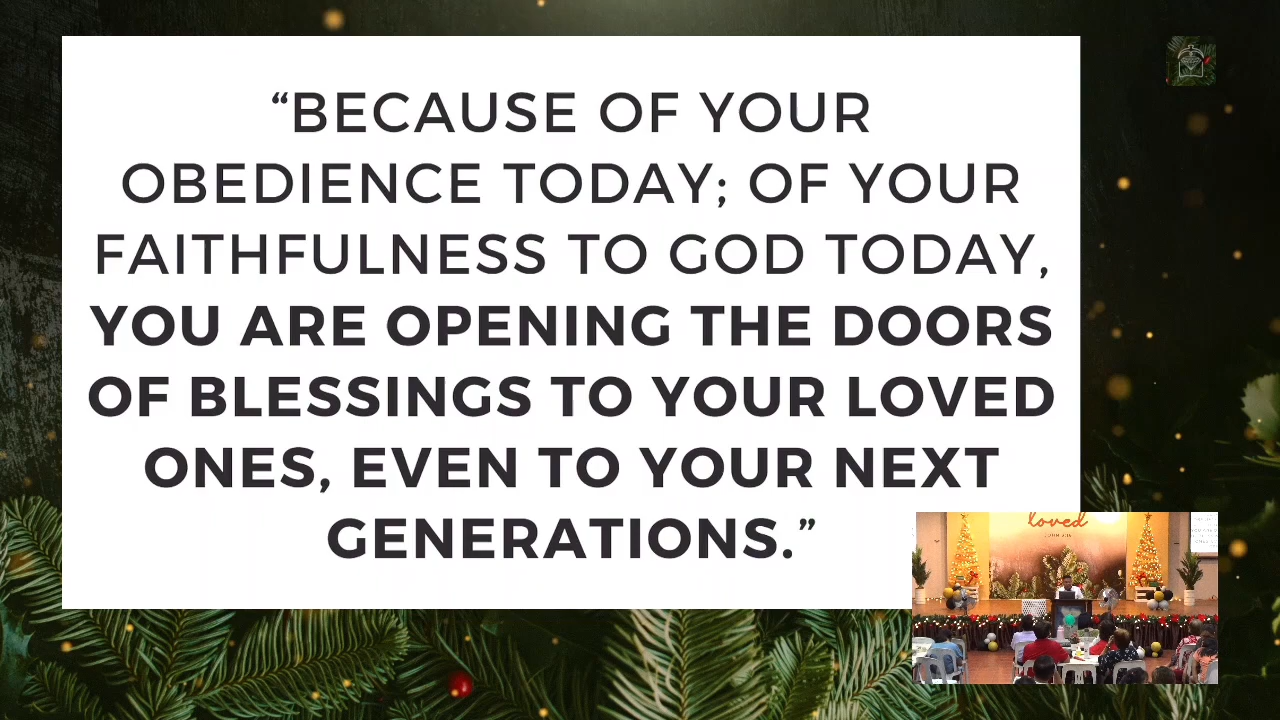 “BECAUSE OF YOUR
OBEDIENCE TODAY; OF YOUR
FAITHFULNESS TO GOD TODAY,
YOU ARE OPENING THE DOORS
OF BLESSINGS TO YOUR LOVED
ONES, EVEN TO YOUR NEXT
GENERATIONS.”
loved